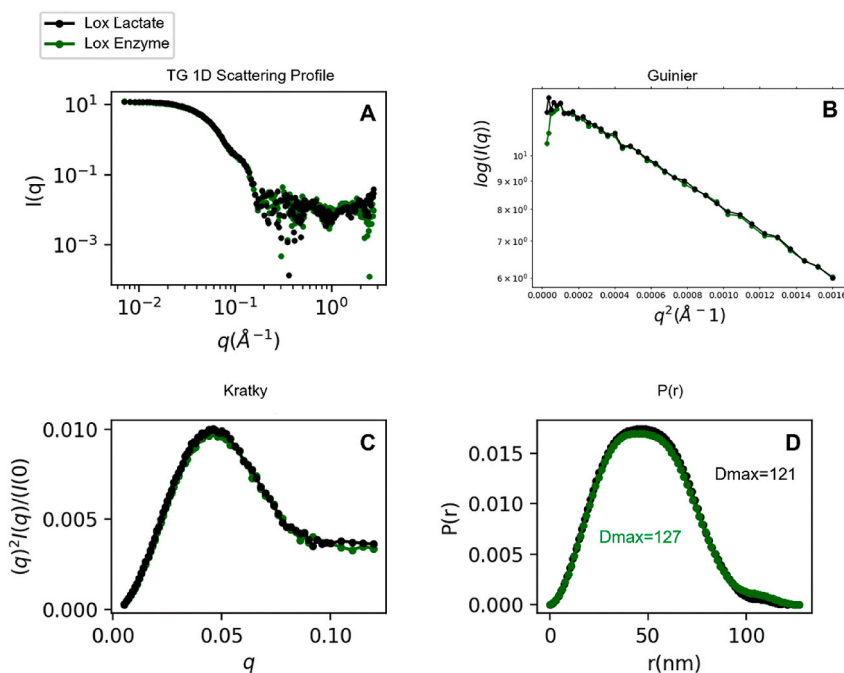 Lox Lactate
Lox Enzyme
TG 1D Scattering Profile
A
10¹
10⁻¹
10⁻³
I(q)
10⁻² 10⁻¹ 10⁰
q(Å⁻¹)
Guinier
B
log(I(q))
10¹
9 × 10⁰
8 × 10⁰
7 × 10⁰
6 × 10⁰
0.0000 0.0002 0.0004 0.0006 0.0008 0.0010 0.0012 0.0014 0.0016
q²(Å⁻1)
Kratky
C
(q)²I(q)/(I(0)
0.010
0.005
0.000
0.00 0.05 0.10
q
P(r)
D
P(r)
0.015
0.010
0.005
0.000
Dmax=121
Dmax=127
0 50 100
r(nm)